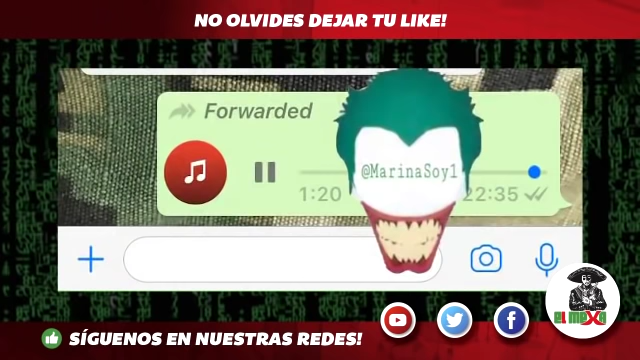 NO OLVIDES DEJAR TU LIKE!
Forwarded
@MarinaSoy1
1:20
22:35
EL MEXA
SÍGUENOS EN NUESTRAS REDES!